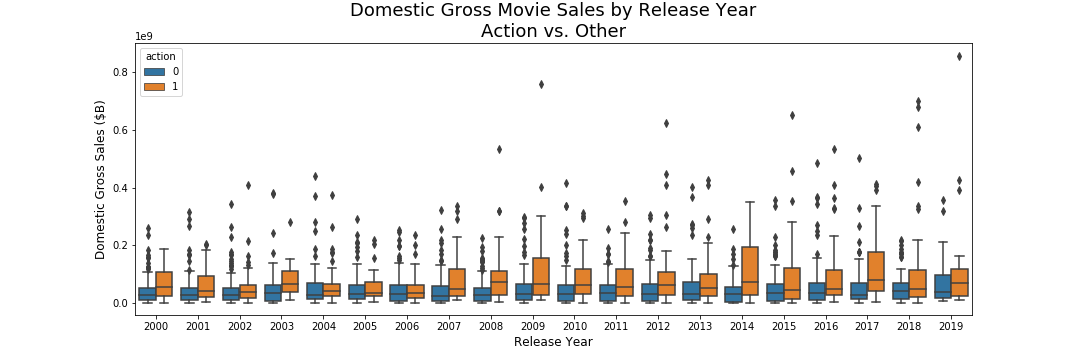 Domestic Gross Movie Sales by Release Year
Action vs. Other
1e9
action
0
1
0.8
0.6
0.4
0.2
0.0
Domestic Gross Sales ($B)
2000 2001 2002 2003 2004 2005 2006 2007 2008 2009 2010 2011 2012 2013 2014 2015 2016 2017 2018 2019
Release Year